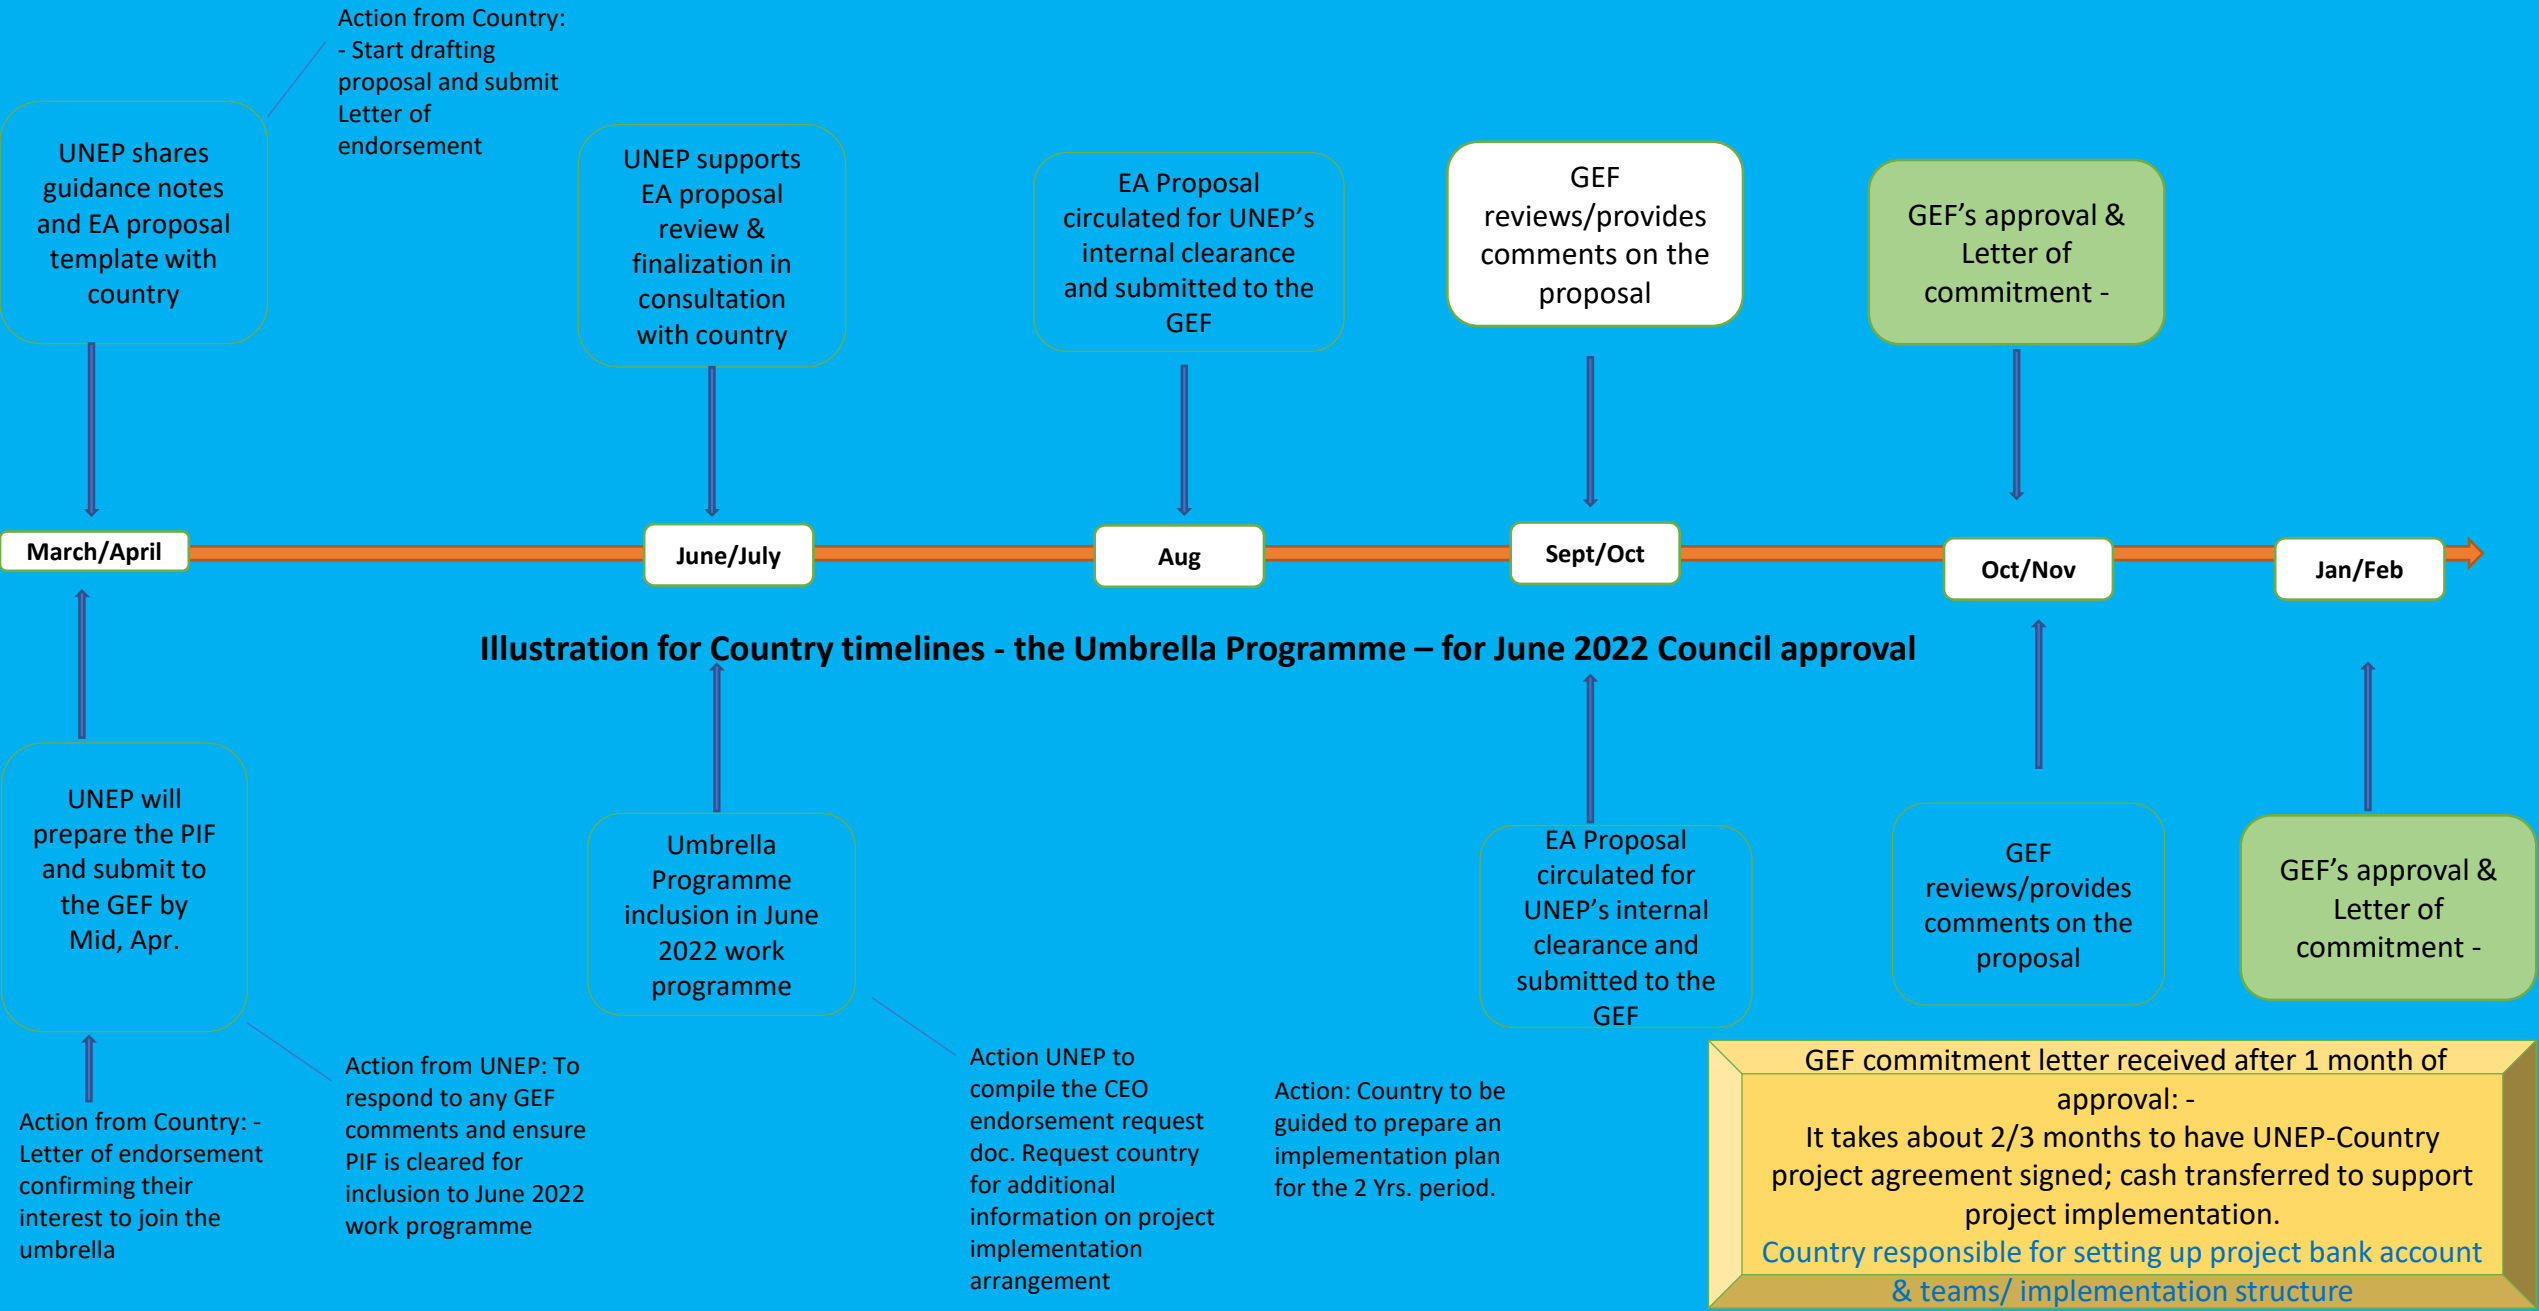 Action from Country:
- Start drafting
proposal and submit
Letter of
endorsement
UNEP shares
guidance notes
and EA proposal
template with
country
UNEP supports
EA proposal
review &
finalization in
consultation
with country
EA Proposal
circulated for UNEP’s
internal clearance
and submitted to the
GEF
GEF
reviews/provides
comments on the
proposal
GEF’s approval &
Letter of
commitment -
March/April
June/July
Aug
Sept/Oct
Oct/Nov
Jan/Feb
Illustration for Country timelines - the Umbrella Programme – for June 2022 Council approval
UNEP will
prepare the PIF
and submit to
the GEF by
Mid, Apr.
Umbrella
Programme
inclusion in June
2022 work
programme
EA Proposal
circulated for
UNEP’s internal
clearance and
submitted to the
GEF
GEF
reviews/provides
comments on the
proposal
GEF’s approval &
Letter of
commitment -
Action from Country: -
Letter of endorsement
confirming their
interest to join the
umbrella
Action from UNEP: To
respond to any GEF
comments and ensure
PIF is cleared for
inclusion to June 2022
work programme
Action UNEP to
compile the CEO
endorsement request
doc. Request country
for additional
information on project
implementation
arrangement
Action: Country to be
guided to prepare an
implementation plan
for the 2 Yrs. period.
GEF commitment letter received after 1 month of
approval: -
It takes about 2/3 months to have UNEP-Country
project agreement signed; cash transferred to support
project implementation.
Country responsible for setting up project bank account
& teams/ implementation structure